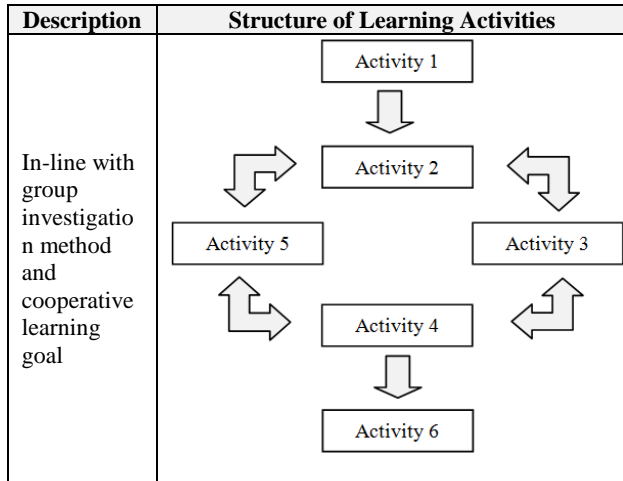 Description
Structure of Learning Activities
In-line with
group
investigatio
n method
and
cooperative
learning
goal
Activity 1
Activity 2
Activity 5
Activity 3
Activity 4
Activity 6